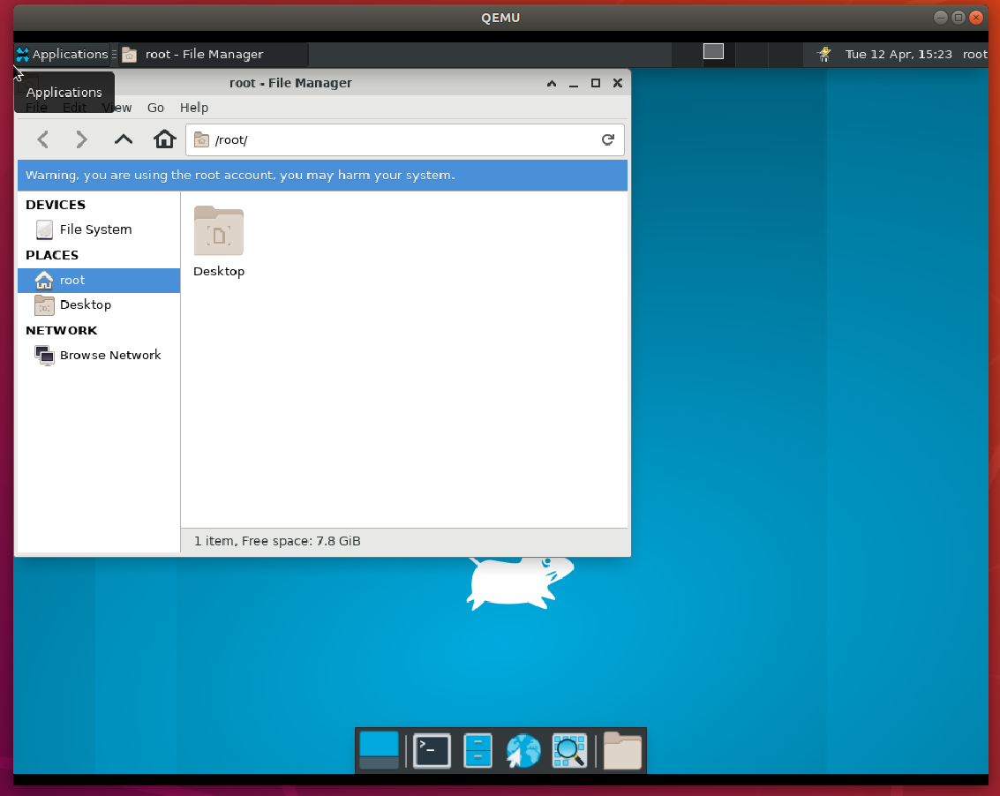 QEMU
Applications
root - File Manager
Tue 12 Apr, 15:23 root
root - File Manager
Applications
File Edit View Go Help
/root/
Warning, you are using the root account, you may harm your system.
DEVICES
File System
PLACES
root
Desktop
NETWORK
Browse Network
Desktop
1 item, Free space: 7.8 GiB
>_